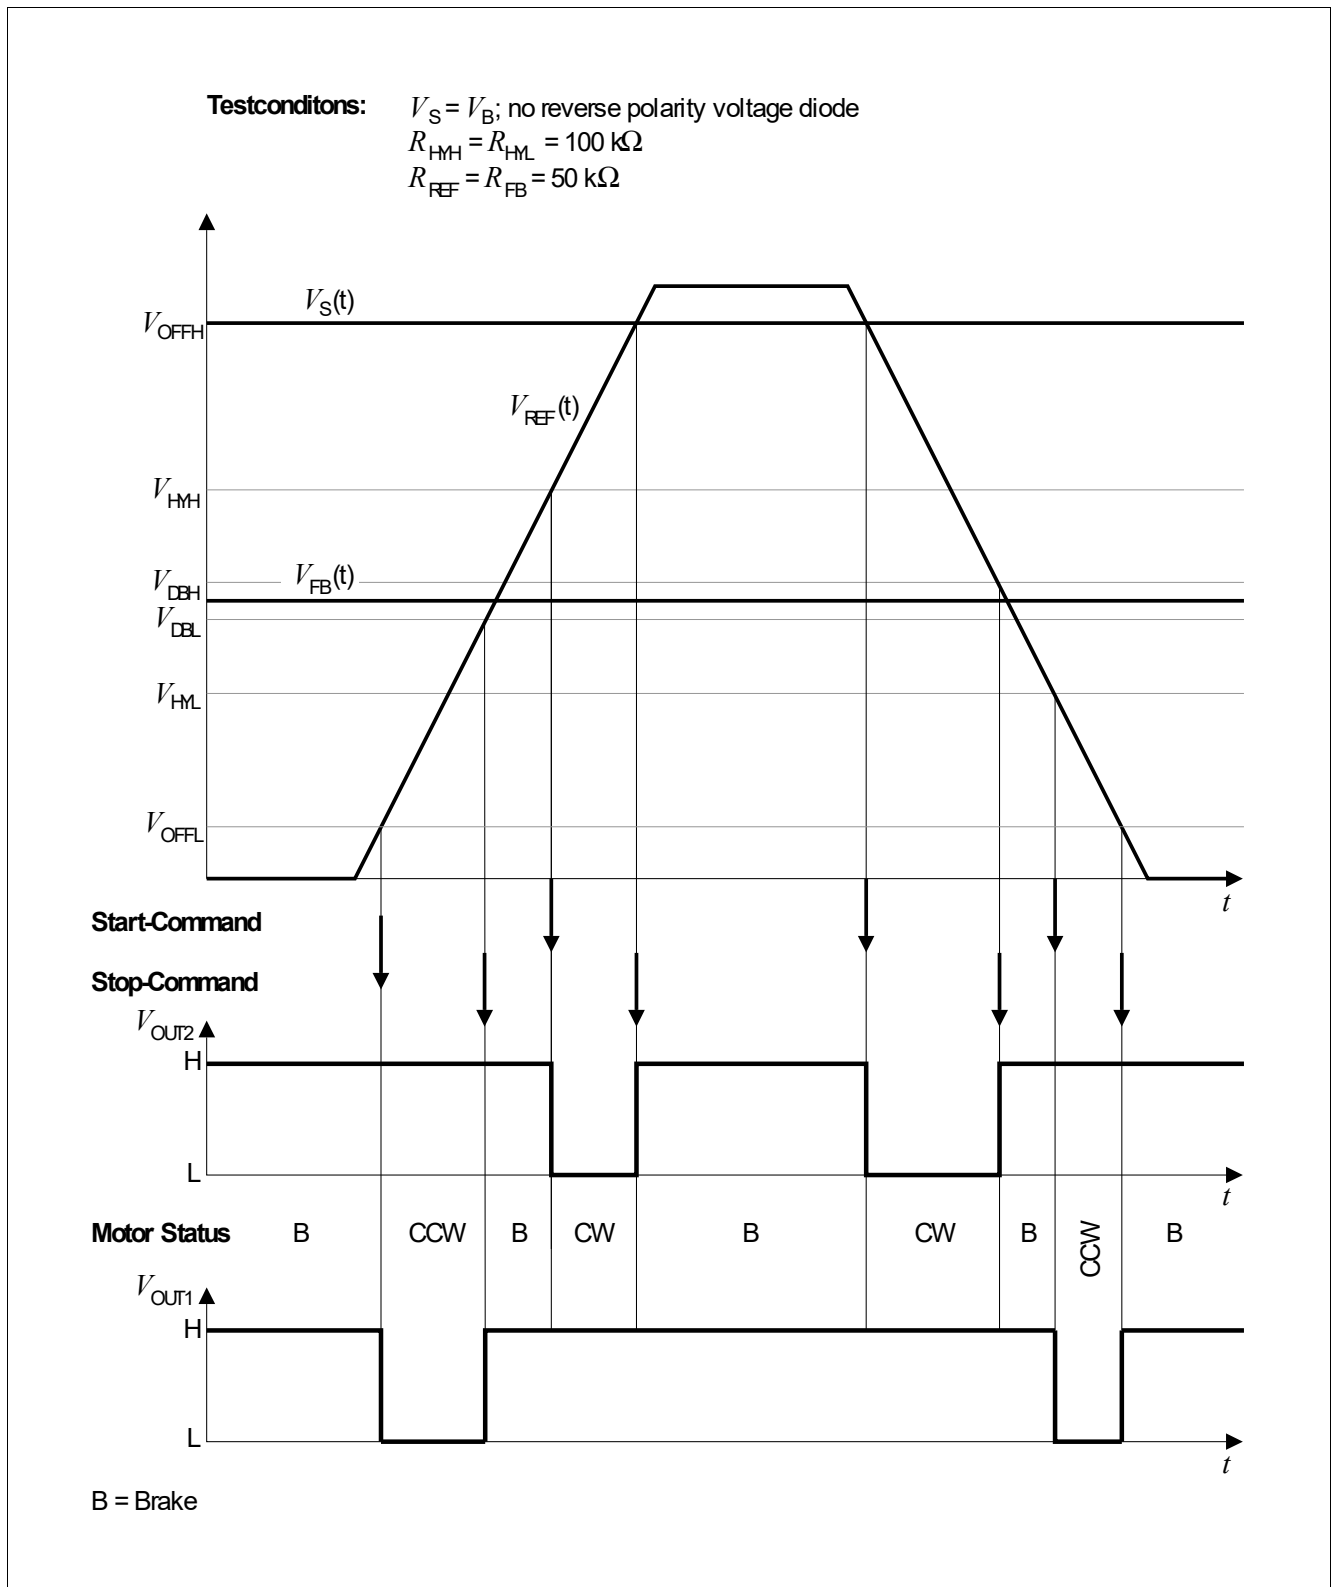 Testconditons: V_S = V_B; no reverse polarity voltage diode
R_HYH = R_HYL = 100 kΩ
R_REF = R_FB = 50 kΩ
V_S(t)
V_OFFH
V_REF(t)
V_HYH
V_DBH
V_FB(t)
V_DBL
V_HYL
V_OFFL
t
Start-Command
Stop-Command
V_OUT2
H
L
t
Motor Status B CCW B CW B CW B CCW B
V_OUT1
H
L
t
B = Brake